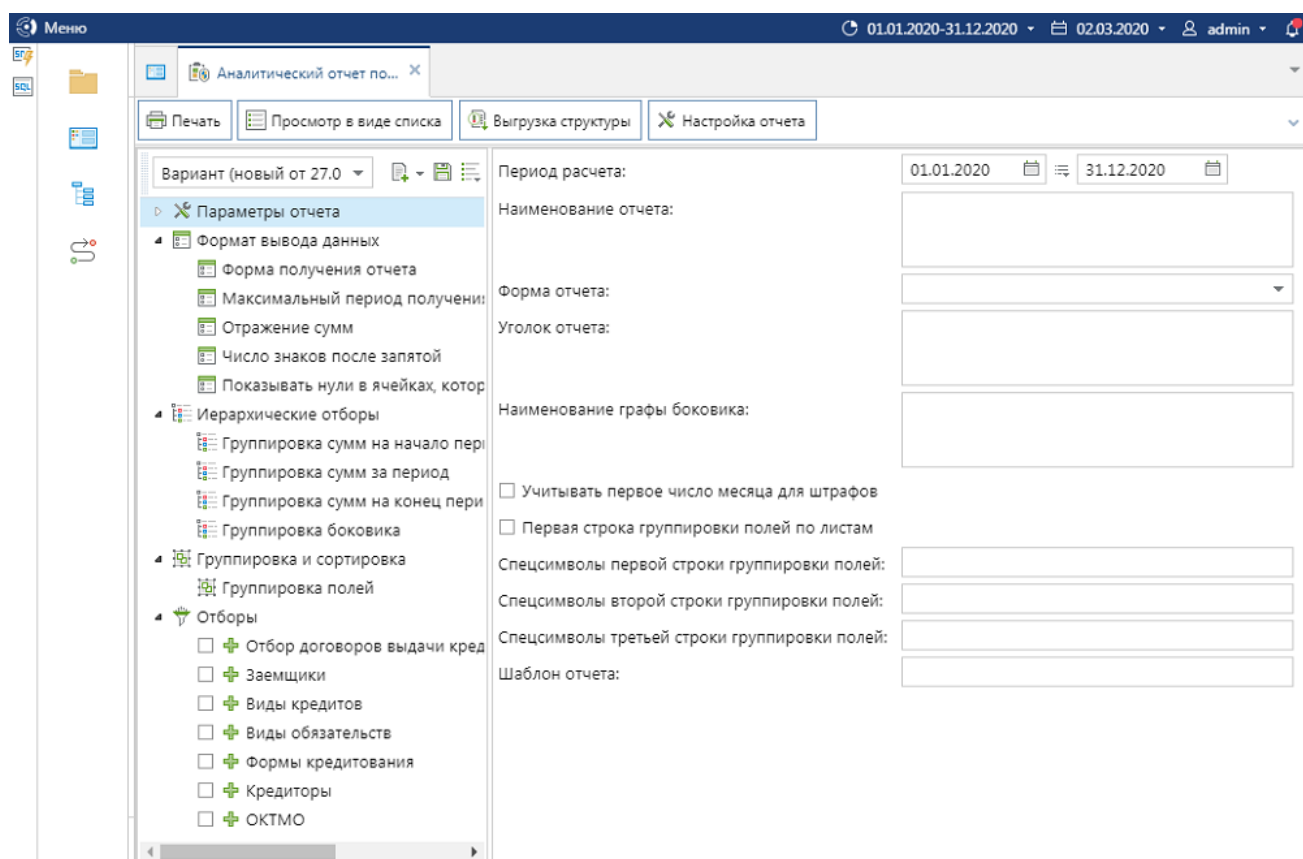 Меню
01.01.2020-31.12.2020
02.03.2020
admin
SQL
Аналитический отчет по...
Печать
Просмотр в виде списка
Выгрузка структуры
Настройка отчета
Вариант (новый от 27.0
Параметры отчета
Формат вывода данных
Форма получения отчета
Максимальный период получени
Отражение сумм
Число знаков после запятой
Показывать нули в ячейках, котор
Иерархические отборы
Группировка сумм на начало пер
Группировка сумм за период
Группировка сумм на конец пери
Группировка боковика
Группировка и сортировка
Группировка полей
Отборы
Отбор договоров выдачи кред
Заемщики
Виды кредитов
Виды обязательств
Формы кредитования
Кредиторы
ОКТМО
Период расчета:
01.01.2020
31.12.2020
Наименование отчета:
Форма отчета:
Уголок отчета:
Наименование графы боковика:
Учитывать первое число месяца для штрафов
Первая строка группировки полей по листам
Спецсимволы первой строки группировки полей:
Спецсимволы второй строки группировки полей:
Спецсимволы третьей строки группировки полей:
Шаблон отчета: